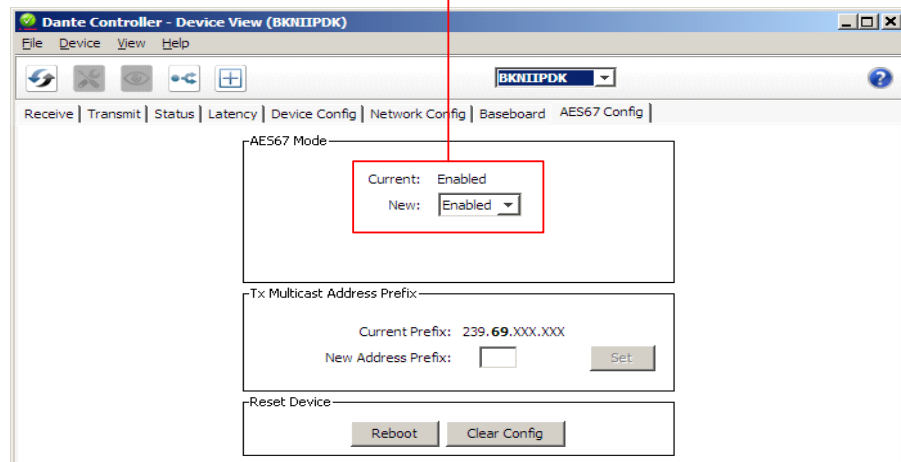 Dante Controller - Device View (BKNIIPDK)
File Device View Help
BKNIIPDK
Receive Transmit Status Latency Device Config Network Config Baseboard AES67 Config
AES67 Mode
Current: Enabled
New: Enabled
Tx Multicast Address Prefix
Current Prefix: 239.69.XXX.XXX
New Address Prefix: Set
Reset Device
Reboot Clear Config